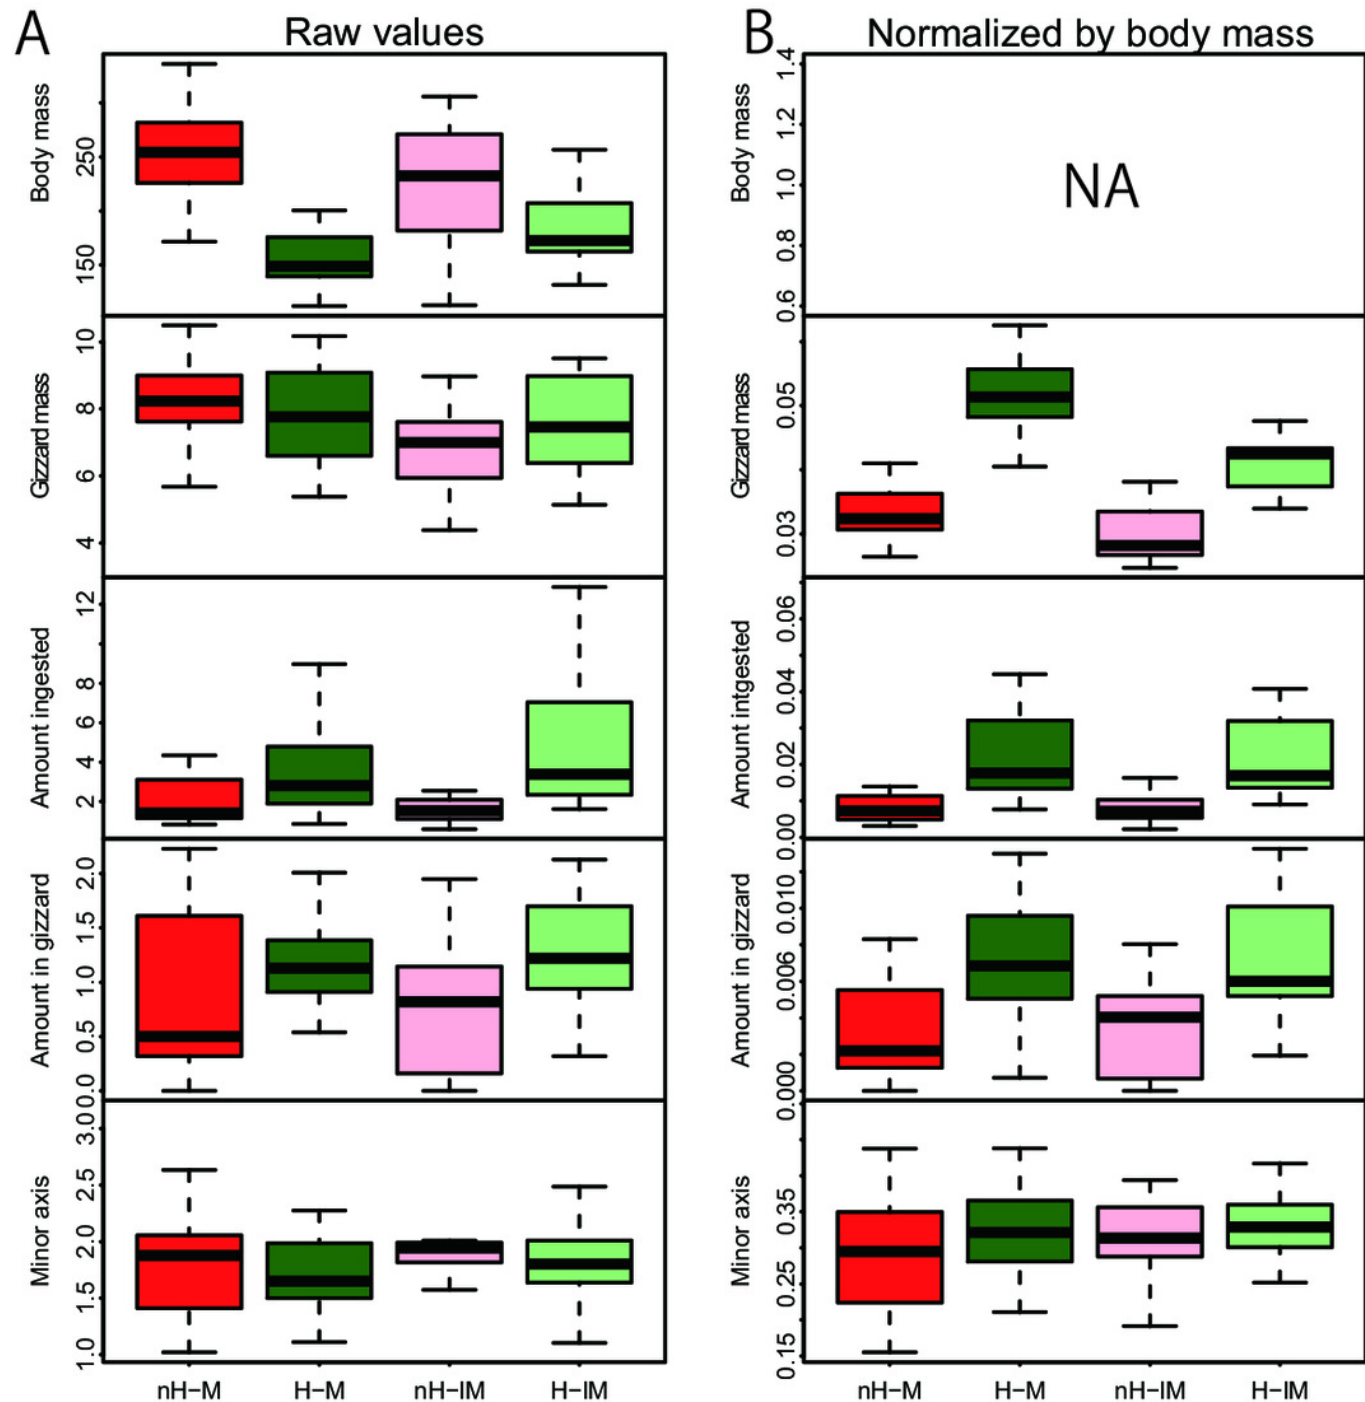 A
Raw values
Body mass
250
150
Gizzard mass
10
8
6
4
Amount ingested
12
8
6
4
2
Amount in gizzard
2.0
1.5
1.0
0.5
0.0
Minor axis
3.0
2.5
2.0
1.5
1.0
nH−M
H−M
nH−IM
H−IM
B
Normalized by body mass
Body mass
1.4
1.2
1.0
0.8
0.6
NA
Gizzard mass
0.05
0.03
Amount intgested
0.06
0.04
0.02
0.00
Amount in gizzard
0.010
0.006
0.000
Minor axis
0.35
0.25
0.15
nH−M
H−M
nH−IM
H−IM